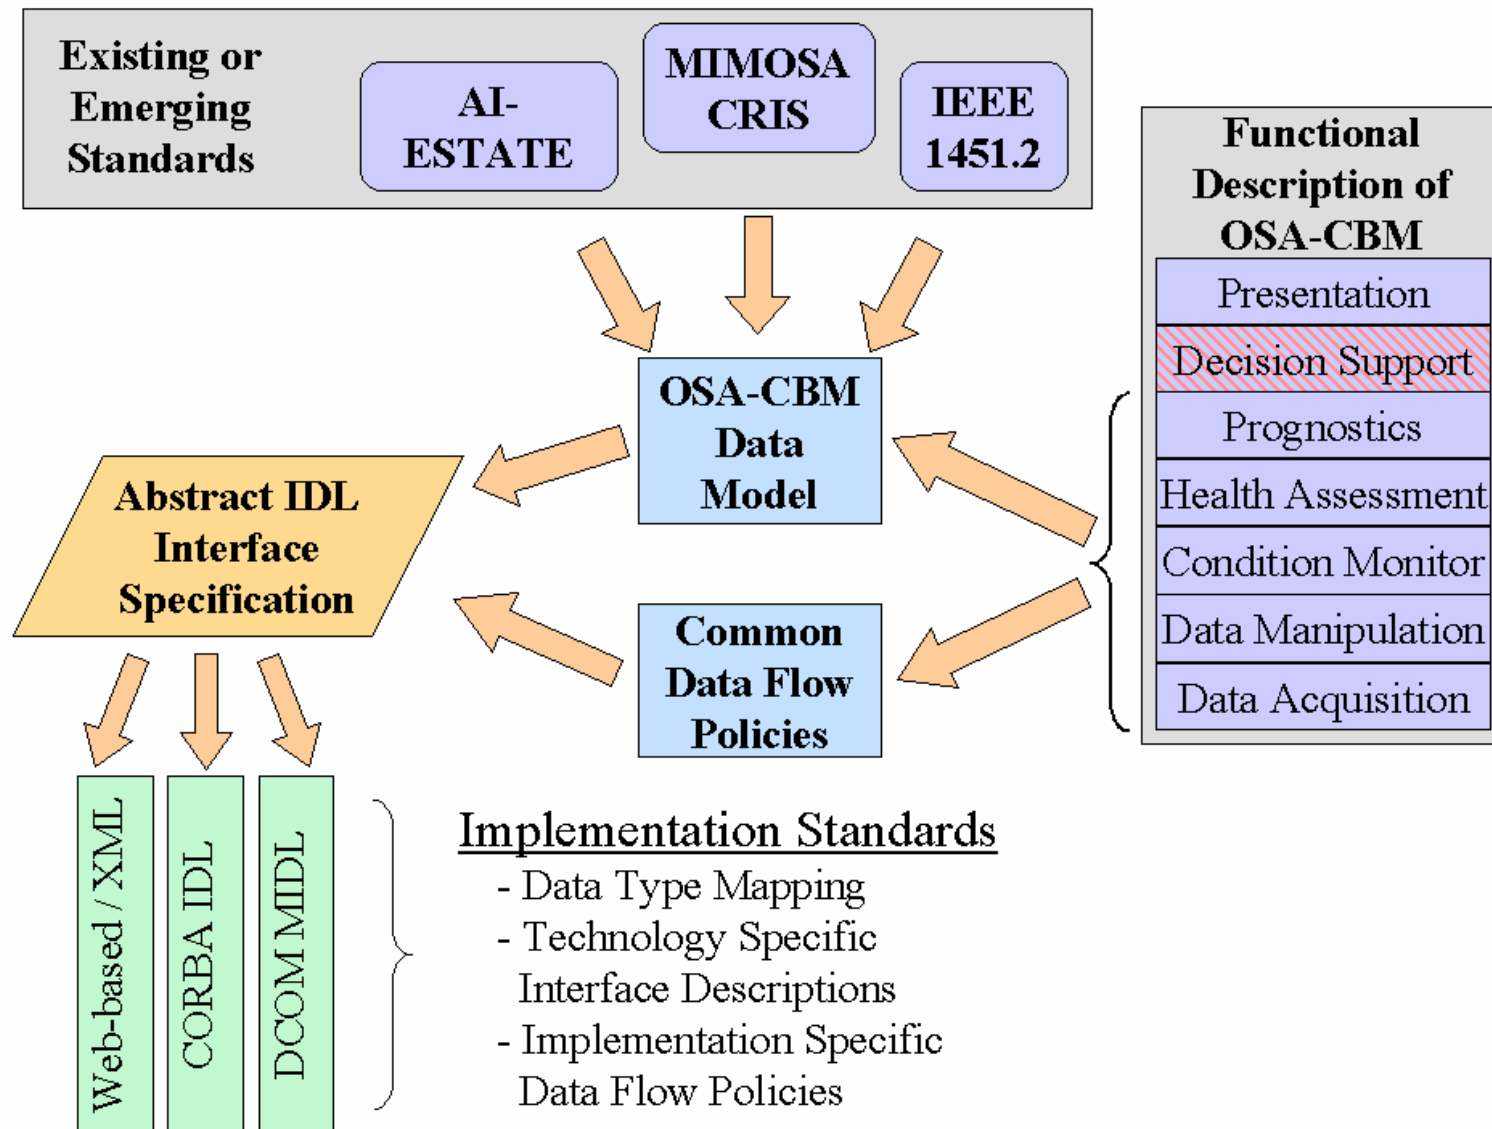 Existing or
Emerging
Standards
AI-
ESTATE
MIMOSA
CRIS
IEEE
1451.2
Functional
Description of
OSA-CBM
Presentation
Decision Support
Prognostics
Health Assessment
Condition Monitor
Data Manipulation
Data Acquisition
OSA-CBM
Data
Model
Abstract IDL
Interface
Specification
Common
Data Flow
Policies
Web-based / XML
CORBA IDL
DCOM MIDL
Implementation Standards
- Data Type Mapping
- Technology Specific
Interface Descriptions
- Implementation Specific
Data Flow Policies